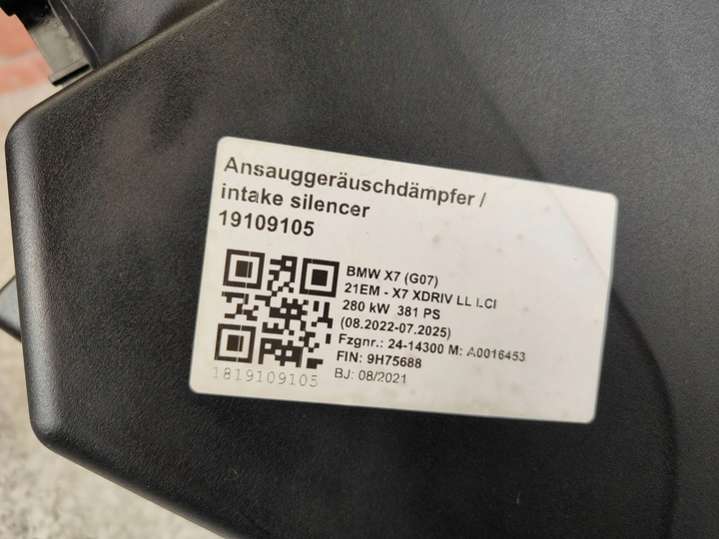 Ansauggeräuschdämpfer /
intake silencer
19109105
BMW X7 (G07)
21EM - X7 XDRIV LL LCI
280 kW 381 PS
(08.2022-07.2025)
Fzgnr.: 24-14300 M: A0016453
FIN: 9H75688
BJ: 08/2021
1819109105